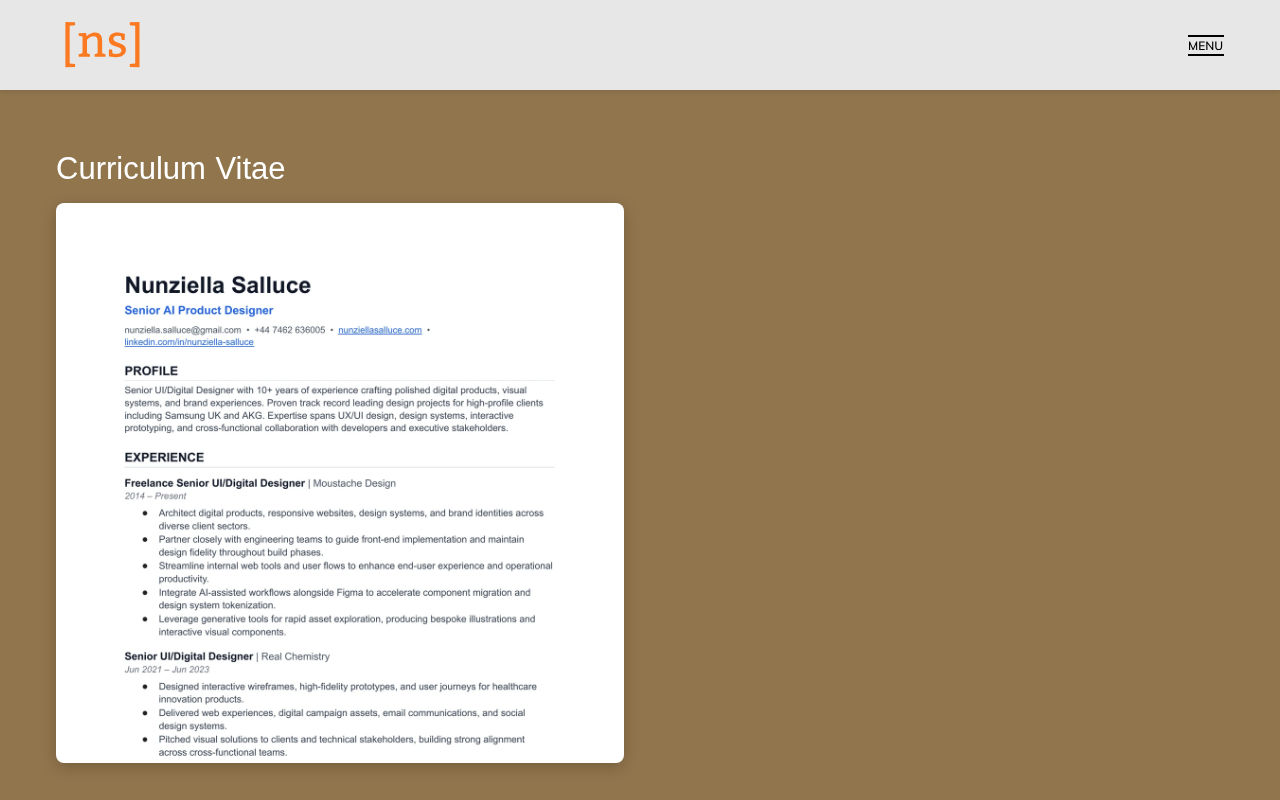 [ns]
MENU
Curriculum Vitae
Nunziella Salluce
Senior AI Product Designer
nunziella.salluce@gmail.com • +44 7462 636005 • nunziellasalluce.com •
linkedin.com/in/nunziella-salluce
PROFILE
Senior UI/Digital Designer with 10+ years of experience crafting polished digital products, visual
systems, and brand experiences. Proven track record leading design projects for high-profile clients
including Samsung UK and AKG. Expertise spans UX/UI design, design systems, interactive
prototyping, and cross-functional collaboration with developers and executive stakeholders.
EXPERIENCE
Freelance Senior UI/Digital Designer | Moustache Design
2014 – Present
● Architect digital products, responsive websites, design systems, and brand identities across
diverse client sectors.
● Partner closely with engineering teams to guide front-end implementation and maintain
design fidelity throughout build phases.
● Streamline internal web tools and user flows to enhance end-user experience and operational
productivity.
● Integrate AI-assisted workflows alongside Figma to accelerate component migration and
design system tokenization.
● Leverage generative tools for rapid asset exploration, producing bespoke illustrations and
interactive visual components.
Senior UI/Digital Designer | Real Chemistry
Jun 2021 – Jun 2023
● Designed interactive wireframes, high-fidelity prototypes, and user journeys for healthcare
innovation products.
● Delivered web experiences, digital campaign assets, email communications, and social
design systems.
● Pitched visual solutions to clients and technical stakeholders, building strong alignment
across cross-functional teams.